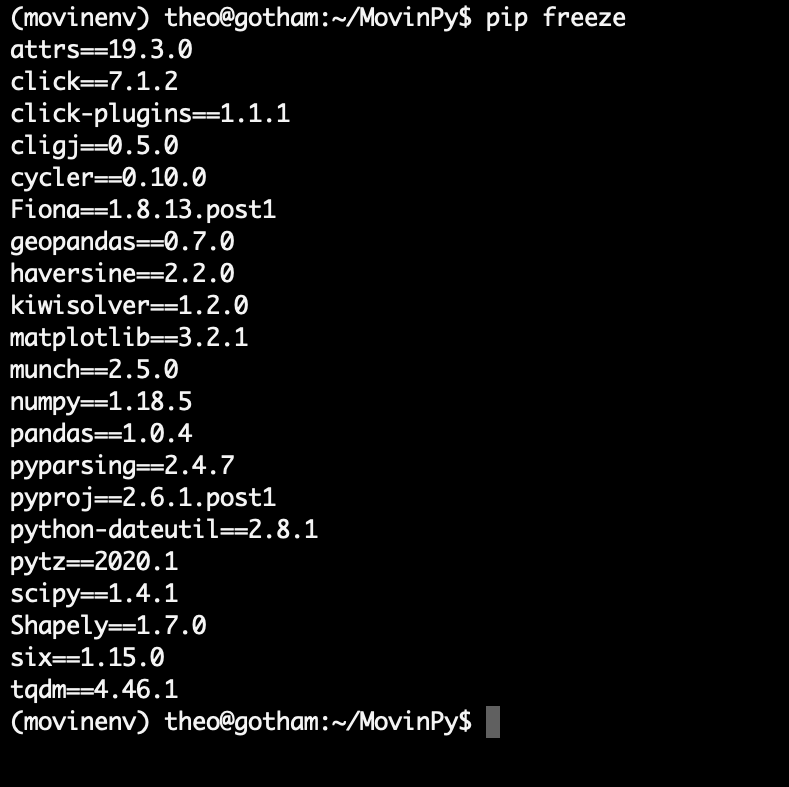 (movinenv) theo@gotham:~/MovinPy$ pip freeze
attrs==19.3.0
click==7.1.2
click-plugins==1.1.1
cligj==0.5.0
cycler==0.10.0
Fiona==1.8.13.post1
geopandas==0.7.0
haversine==2.2.0
kiwisolver==1.2.0
matplotlib==3.2.1
munch==2.5.0
numpy==1.18.5
pandas==1.0.4
pyparsing==2.4.7
pyproj==2.6.1.post1
python-dateutil==2.8.1
pytz==2020.1
scipy==1.4.1
Shapely==1.7.0
six==1.15.0
tqdm==4.46.1
(movinenv) theo@gotham:~/MovinPy$